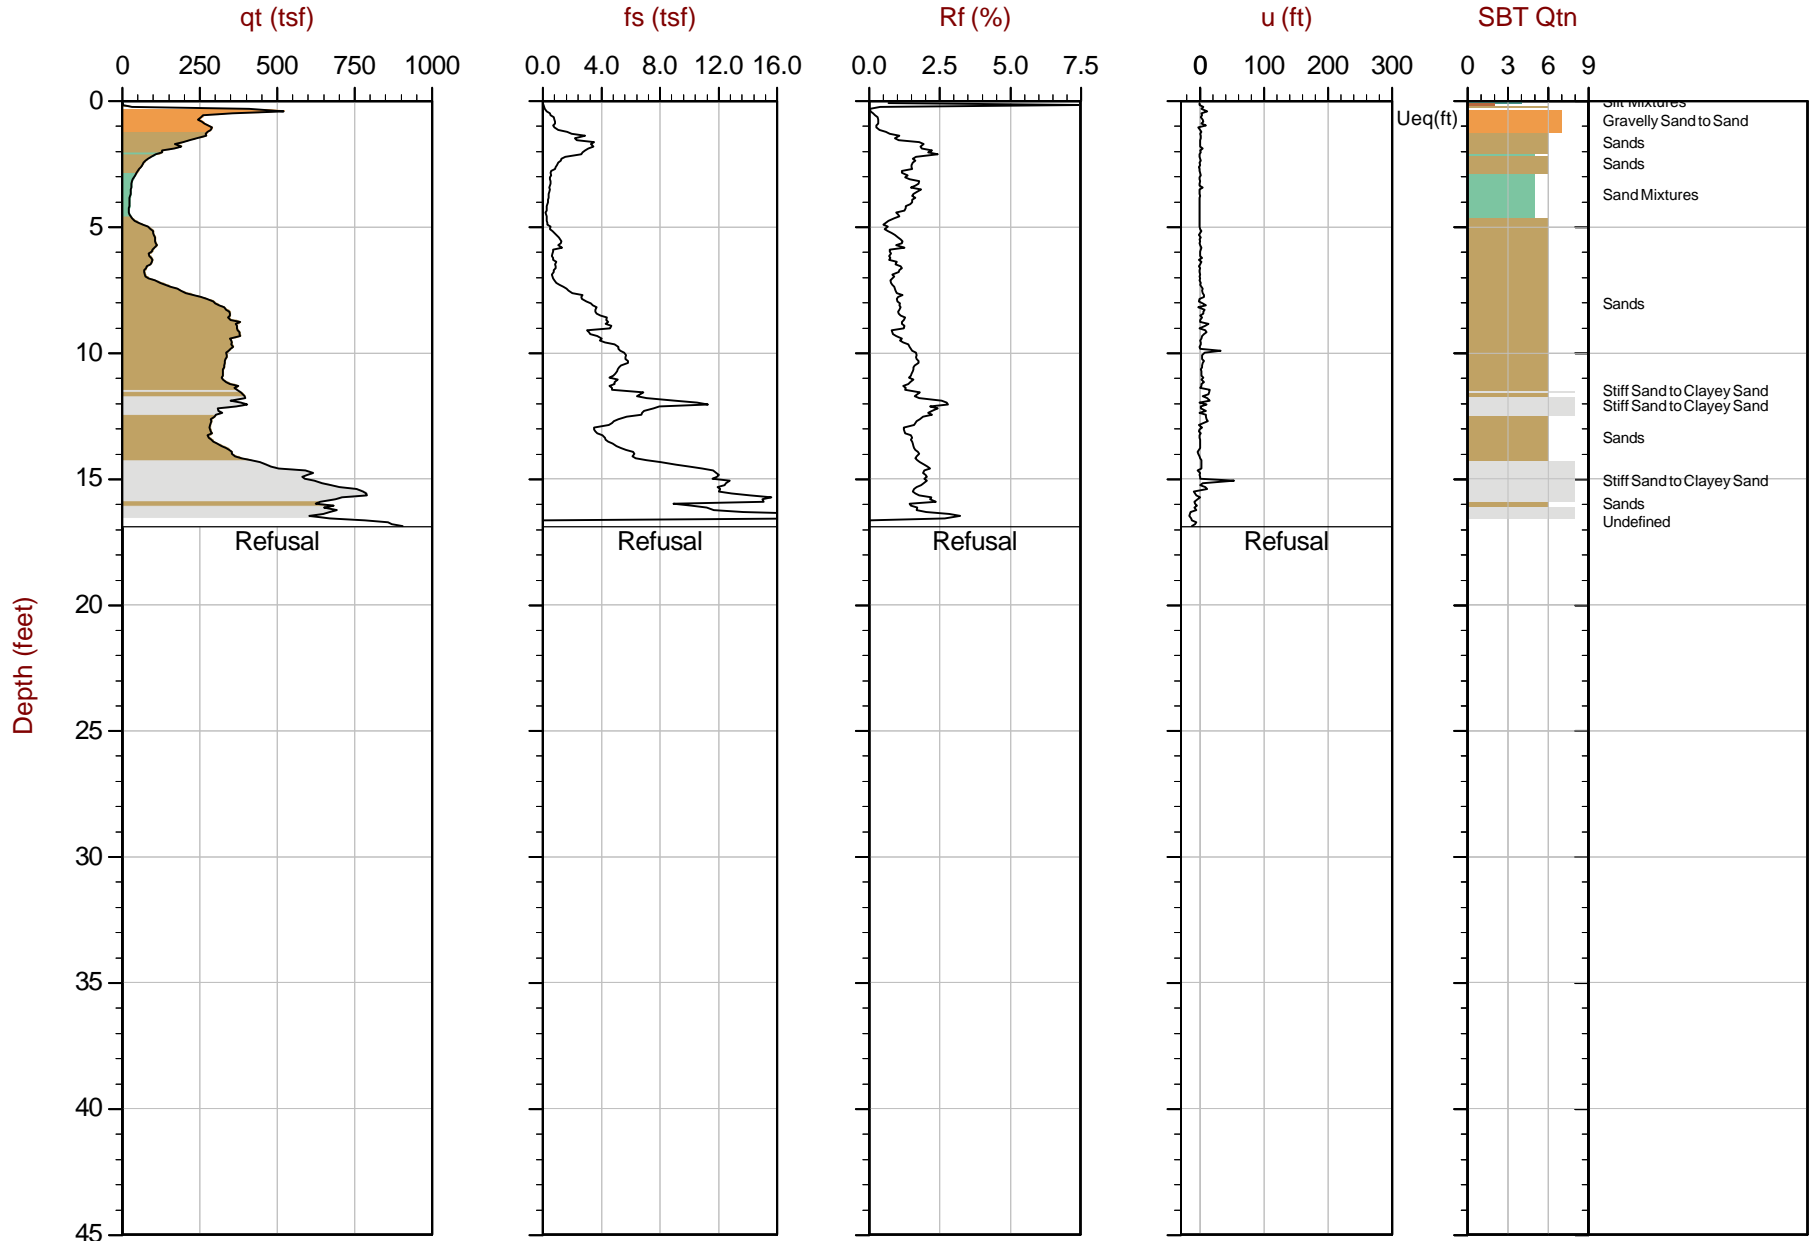 qt (tsf) fs (tsf) Rf (%) u (ft) SBT Qtn
0 250 500 750 1000 0.0 4.0 8.0 12.0 16.0 0.0 2.5 5.0 7.5 0 100 200 300 0 3 6 9
0
Silt Mixtures
Ueq(ft) Gravelly Sand to Sand
Sands
Sands
Sand Mixtures
5
Sands
10
Stiff Sand to Clayey Sand
Stiff Sand to Clayey Sand
Sands
15
Stiff Sand to Clayey Sand
Sands
Undefined
Refusal Refusal Refusal Refusal
20
Depth (feet)
25
30
35
40
45